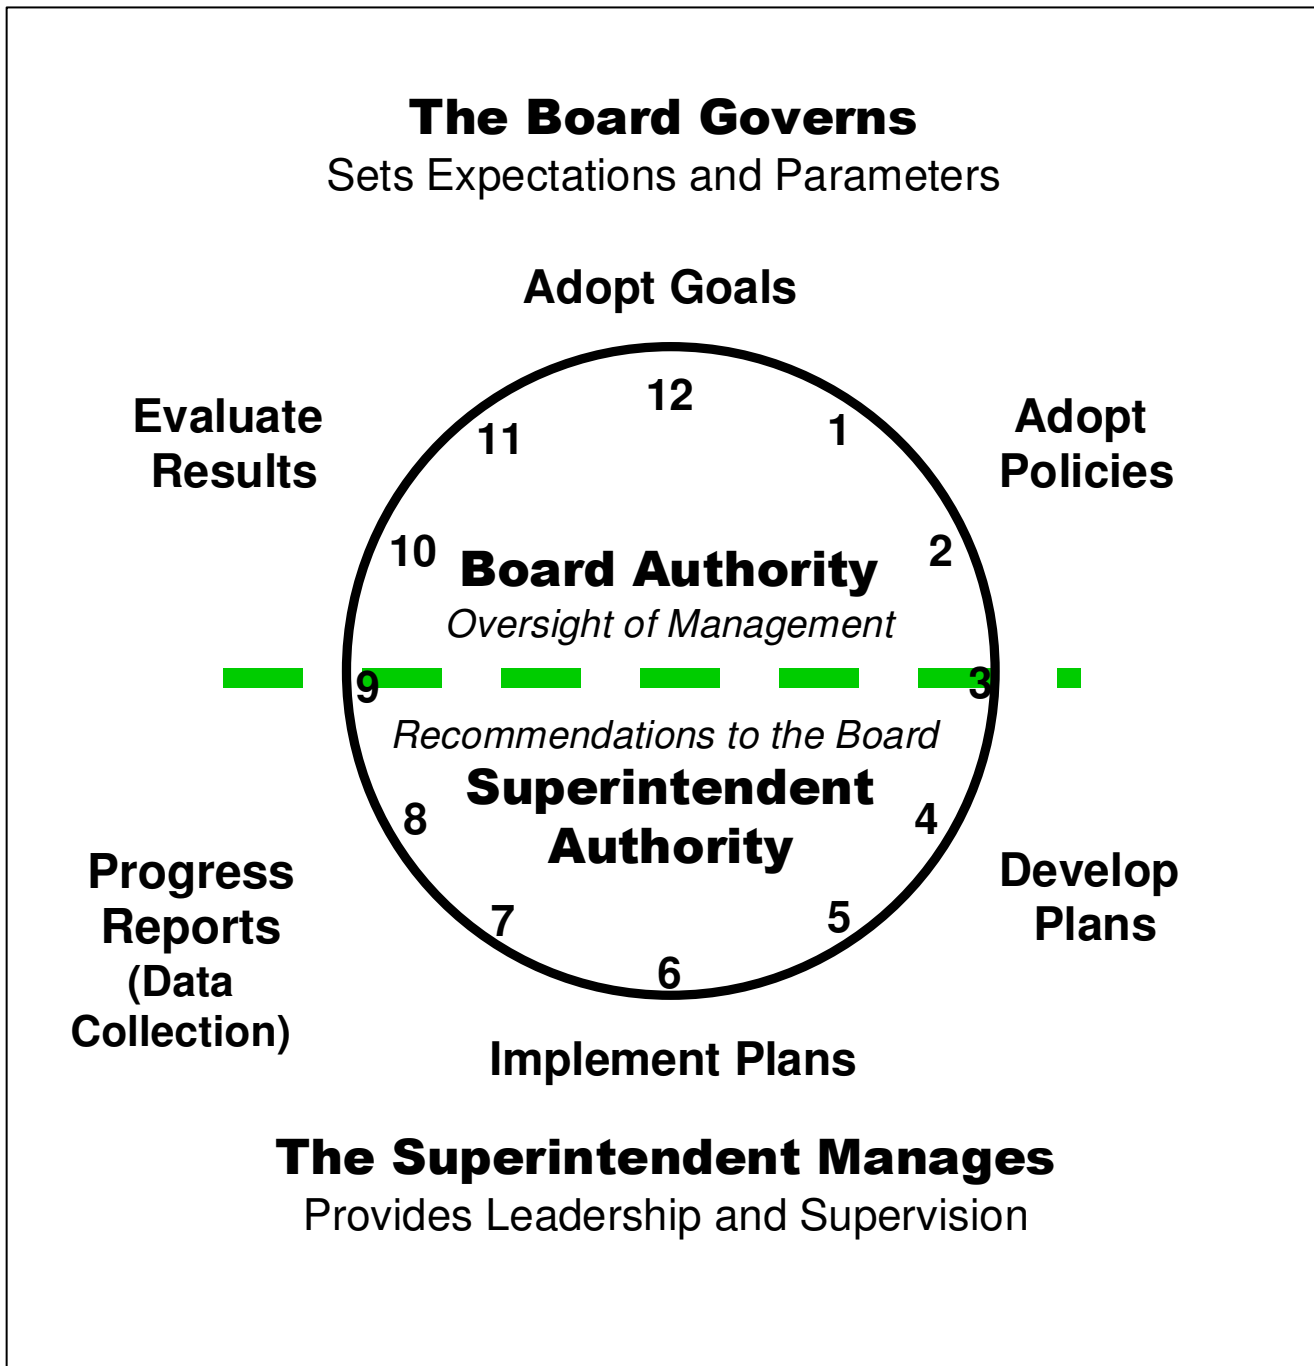 The Board Governs
Sets Expectations and Parameters
Adopt Goals
Evaluate
Results
Adopt
Policies
12
11
1
10
2
Board Authority
Oversight of Management
9
3
Recommendations to the Board
Superintendent
Authority
8
4
7
5
6
Progress
Reports
(Data
Collection)
Develop
Plans
Implement Plans
The Superintendent Manages
Provides Leadership and Supervision